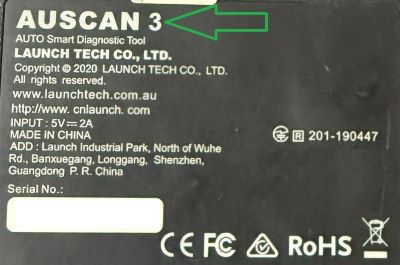 AUSCAN 3
AUTO Smart Diagnostic Tool
LAUNCH TECH CO., LTD.
Copyright © 2020 LAUNCH TECH CO., LTD.
All rights reserved.
www.launchtech.com.au
http://www. cnlaunch. com
INPUT : 5V⎓2A
MADE IN CHINA
ADD : Launch Industrial Park, North of Wuhe
Rd., Banxuegang, Longgang, Shenzhen,
Guangdong P. R. China
R 201-190447
Serial No.:
CE FC RoHS